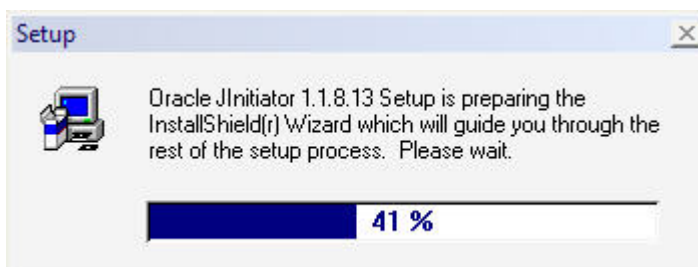 Setup
Oracle JInitiator 1.1.8.13 Setup is preparing the
InstallShield(r) Wizard which will guide you through the
rest of the setup process.  Please wait.
41 %